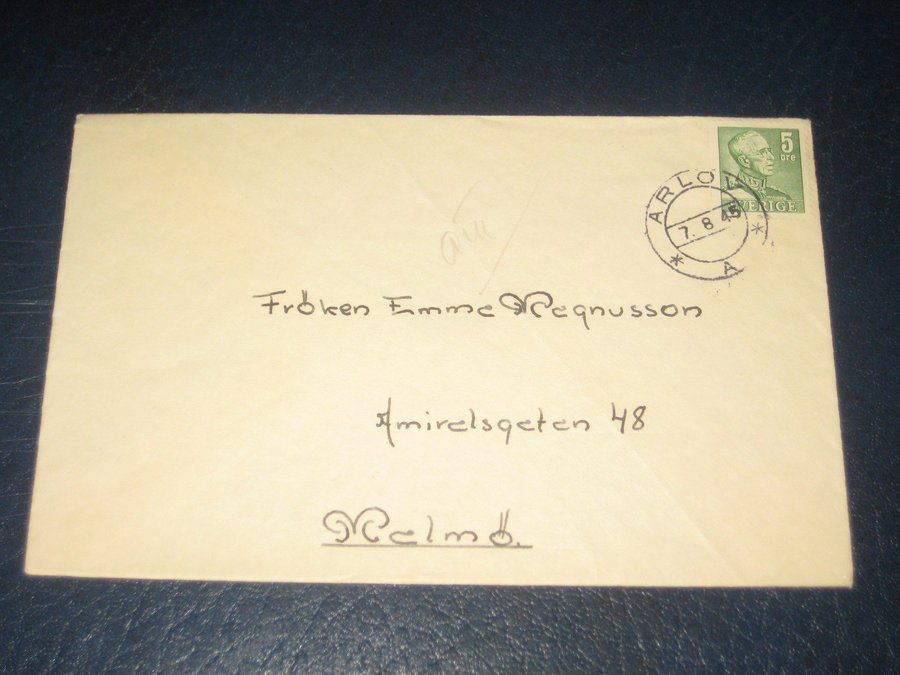 5
öre
SVERIGE
ARLÖV
7. 8 45
* A *
Fröken Emma Magnusson
Amiralsgatan 48
Malmö.